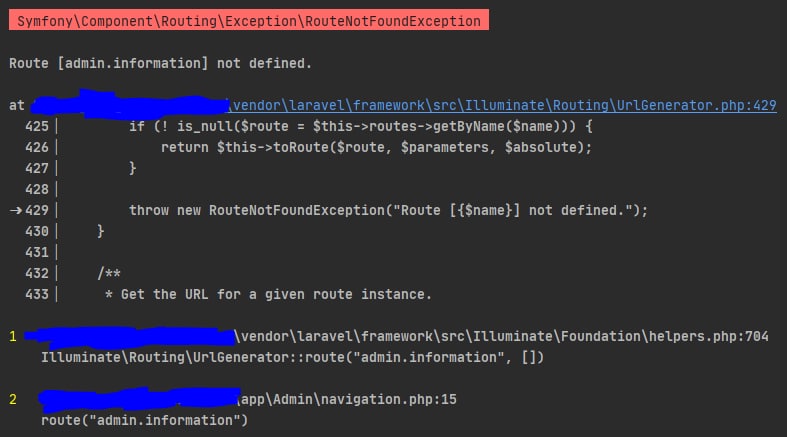 Symfony\Component\Routing\Exception\RouteNotFoundException
Route [admin.information] not defined.
at \vendor\laravel\framework\src\Illuminate\Routing\UrlGenerator.php:429
425| if (! is_null($route = $this->routes->getByName($name))) {
426| return $this->toRoute($route, $parameters, $absolute);
427| }
428|
➜ 429| throw new RouteNotFoundException("Route [{$name}] not defined.");
430| }
431|
432| /**
433| * Get the URL for a given route instance.
1 \vendor\laravel\framework\src\Illuminate\Foundation\helpers.php:704
Illuminate\Routing\UrlGenerator::route("admin.information", [])
2 \app\Admin\navigation.php:15
route("admin.information")